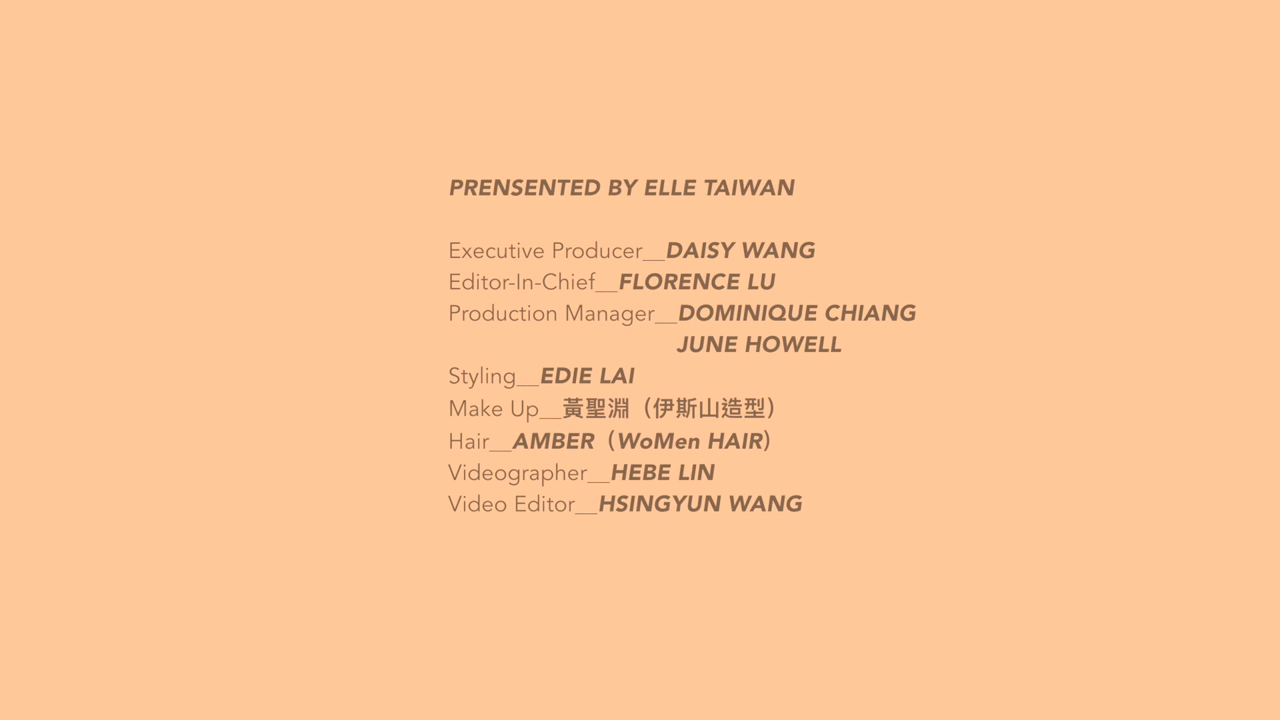 PRENSENTED BY ELLE TAIWAN
Executive Producer__DAISY WANG
Editor-In-Chief__FLORENCE LU
Production Manager__DOMINIQUE CHIANG
JUNE HOWELL
Styling__EDIE LAI
Make Up__黃聖淵（伊斯山造型）
Hair__AMBER（WoMen HAIR）
Videographer__HEBE LIN
Video Editor__HSINGYUN WANG